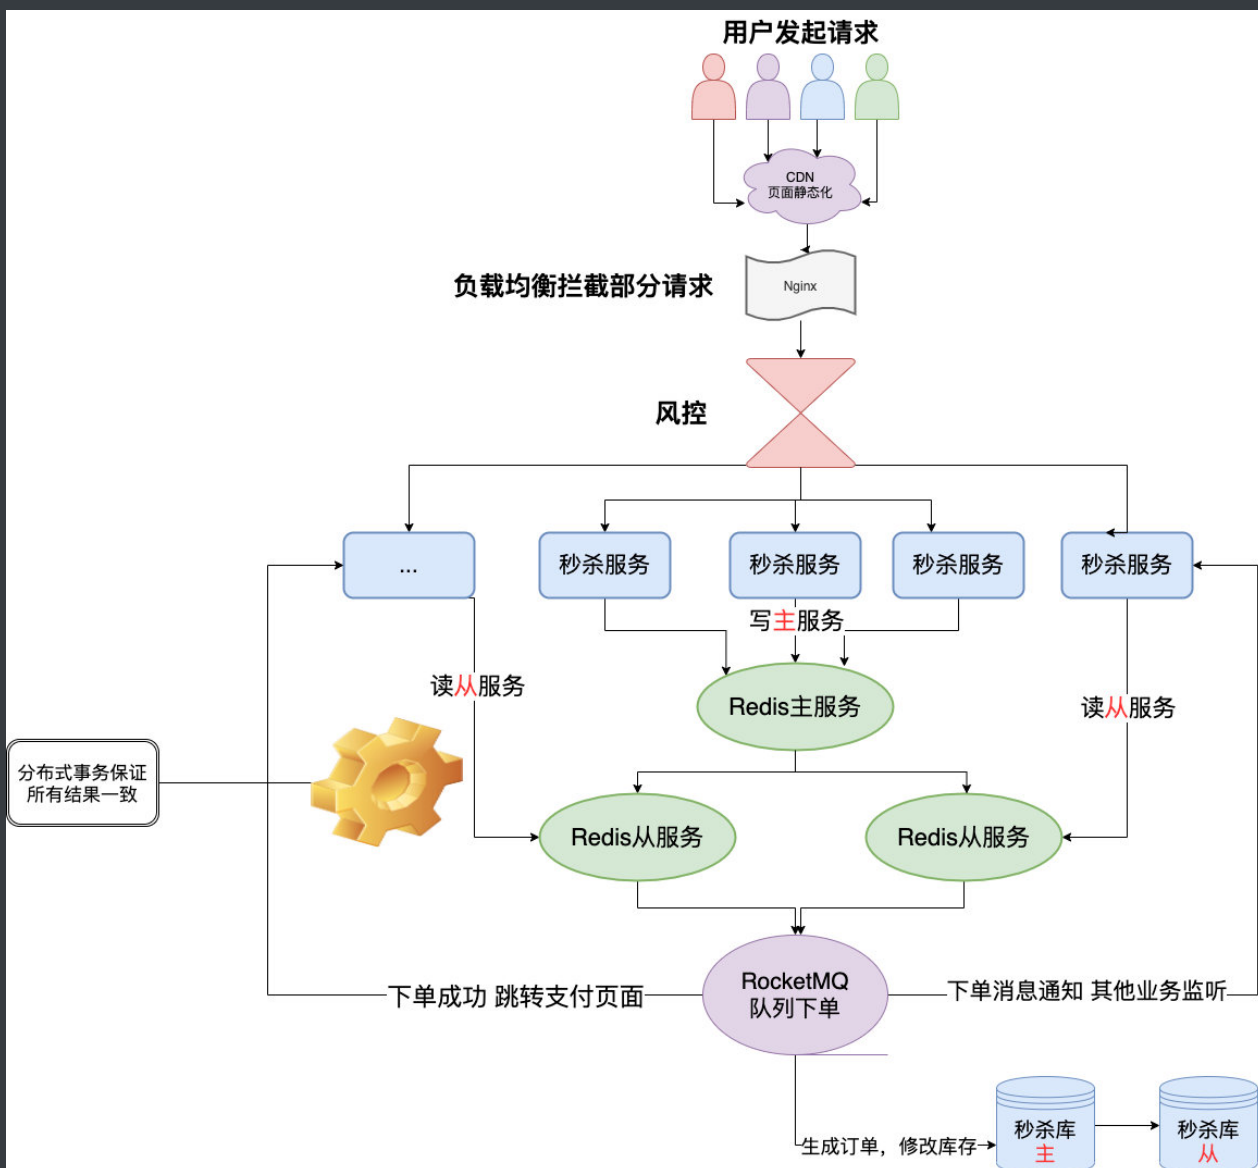 用户发起请求
CDN
页面静态化
负载均衡拦截部分请求
Nginx
风控
...
秒杀服务
秒杀服务
秒杀服务
秒杀服务
写主服务
读从服务
Redis主服务
读从服务
分布式事务保证
所有结果一致
Redis从服务
Redis从服务
下单成功 跳转支付页面
RocketMQ
队列下单
下单消息通知 其他业务监听
生成订单，修改库存
秒杀库
主
秒杀库
从